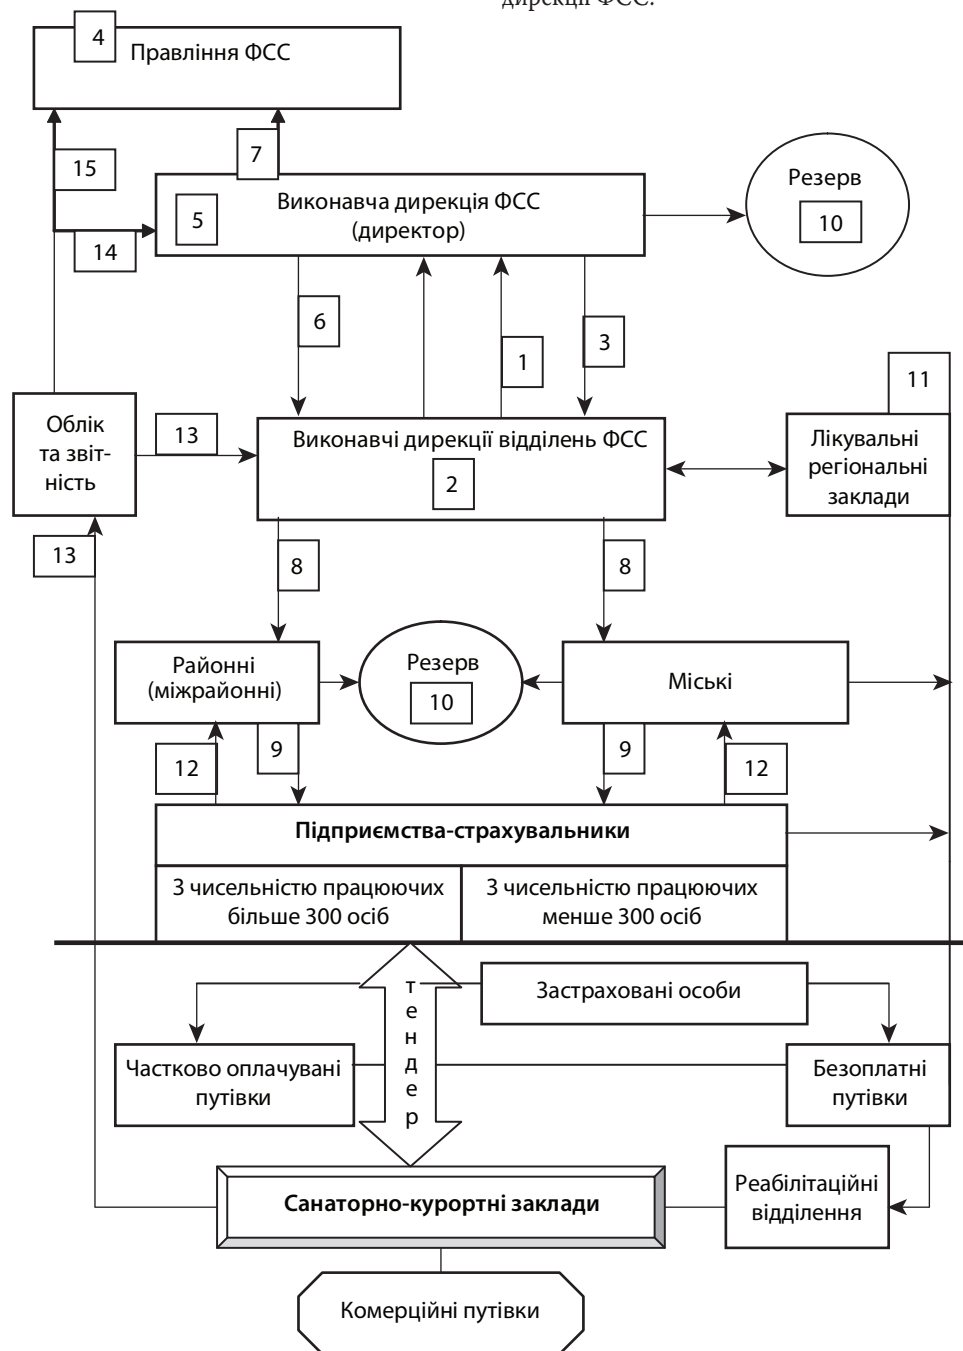 дирекції ФСС.
4
Правління ФСС
15
7
5
Виконавча дирекція ФСС
(директор)
Резерв
10
14
6
1
3
11
Облік
та звіт-
ність
13
Виконавчі дирекції відділень ФСС
2
Лікувальні
регіональні
заклади
13
8
8
Районні
(міжрайонні)
Резерв
10
Міські
12
9
9
12
Підприємства-страхувальники
З чисельністю працюючих
більше 300 осіб
З чисельністю працюючих
менше 300 осіб
тендер
Застраховані особи
Частково оплачувані
путівки
Безоплатні
путівки
Санаторно-курортні заклади
Реабілітаційні
відділення
Комерційні путівки